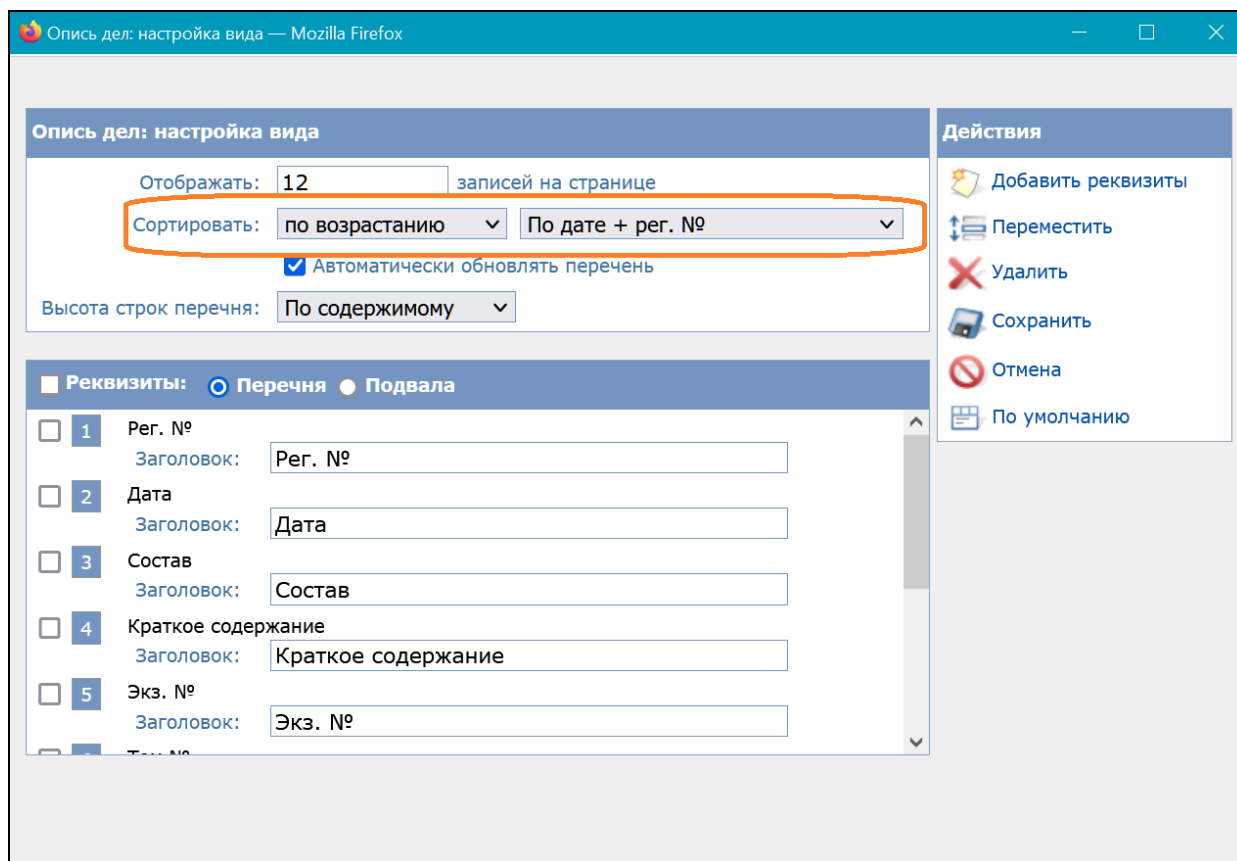 Опись дел: настройка вида — Mozilla Firefox
Опись дел: настройка вида
Отображать: 12 записей на странице
Сортировать: по возрастанию По дате + рег. №
Автоматически обновлять перечень
Высота строк перечня: По содержимому
Реквизиты: Перечня Подвала
1 Рег. №
Заголовок: Рег. №
2 Дата
Заголовок: Дата
3 Состав
Заголовок: Состав
4 Краткое содержание
Заголовок: Краткое содержание
5 Экз. №
Заголовок: Экз. №
Действия
Добавить реквизиты
Переместить
Удалить
Сохранить
Отмена
По умолчанию